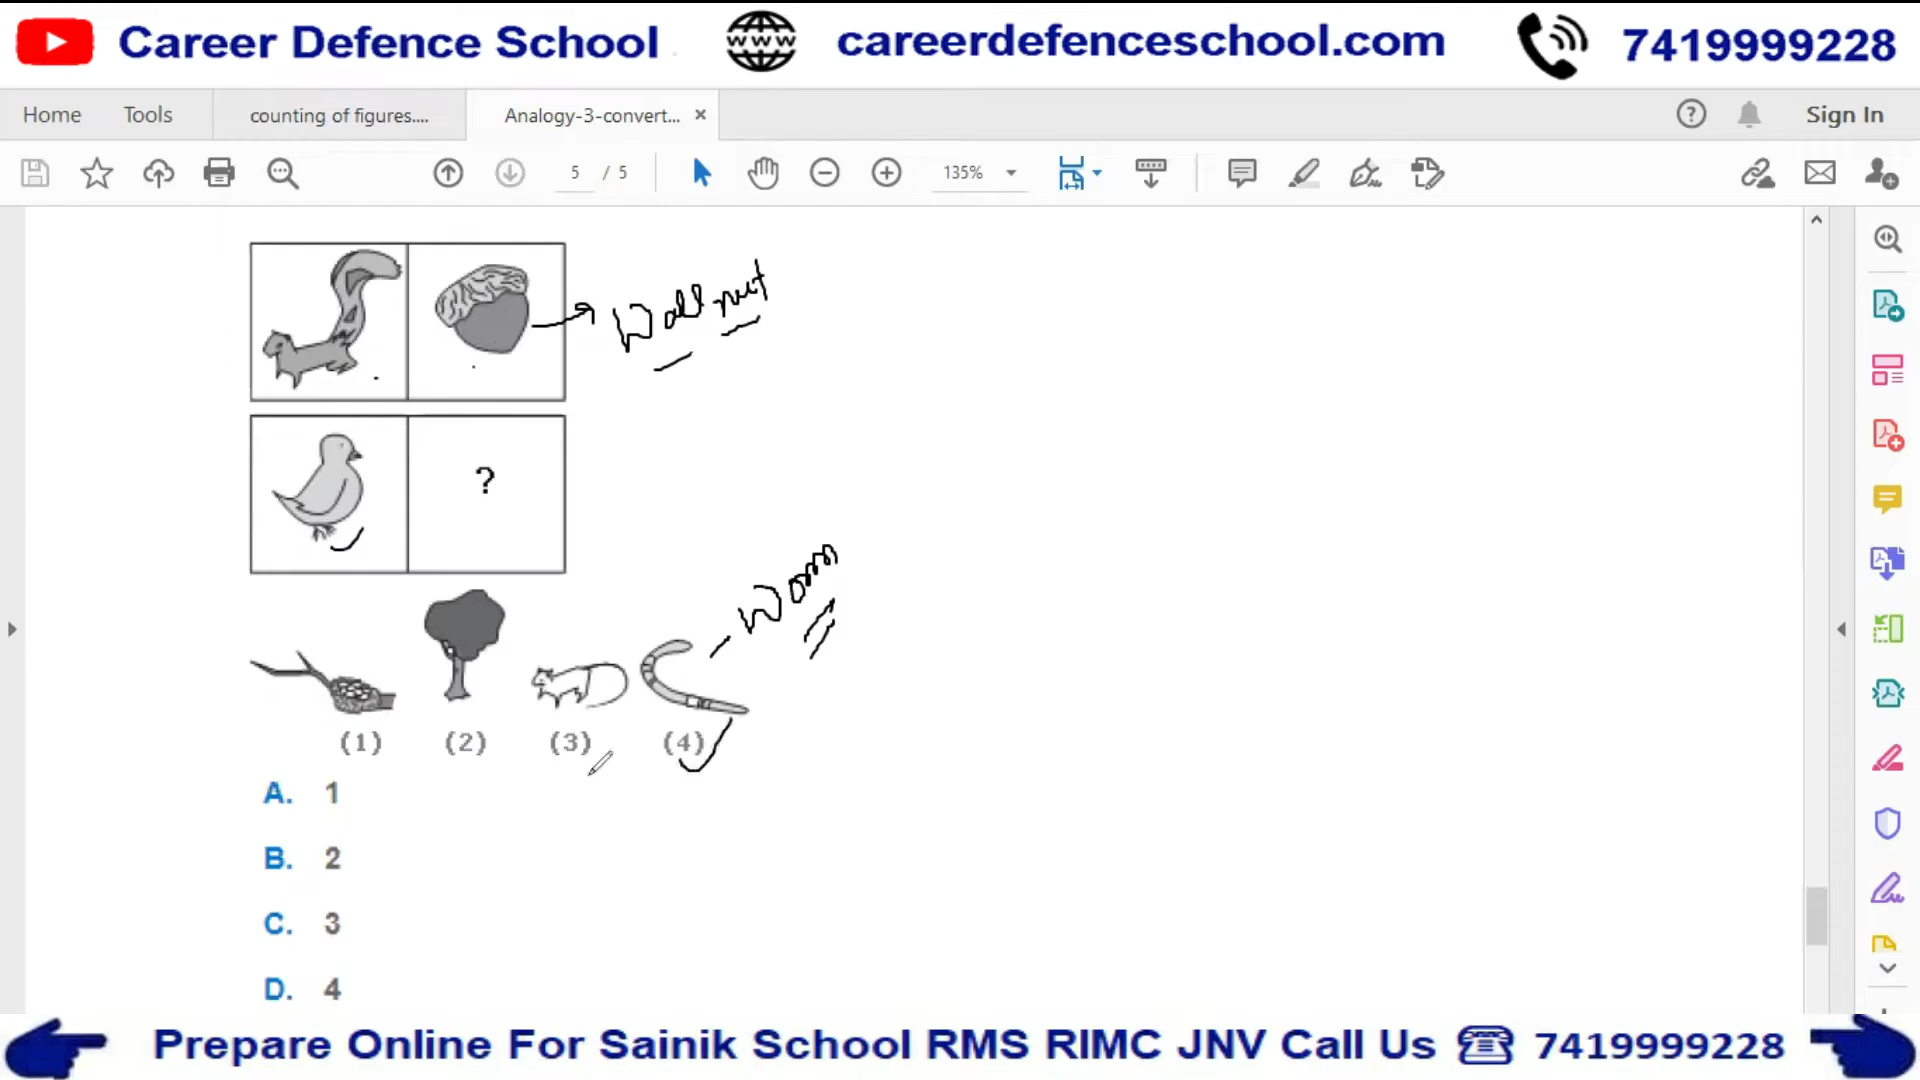 Career Defence School
www
careerdefenceschool.com
7419999228
Home
Tools
counting of figures....
Analogy-3-convert... ×
?
Sign In
5 / 5
135%
Wall nut
?
Worm
(1) (2) (3) (4)
A. 1
B. 2
C. 3
D. 4
Prepare Online For Sainik School RMS RIMC JNV Call Us 7419999228